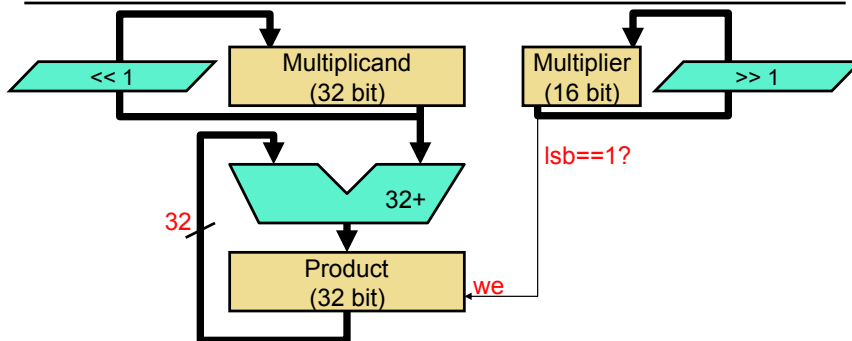 Multiplicand
(32 bit)
<< 1
Multiplier
(16 bit)
>> 1
lsb==1?
32+
32
Product
(32 bit)
we